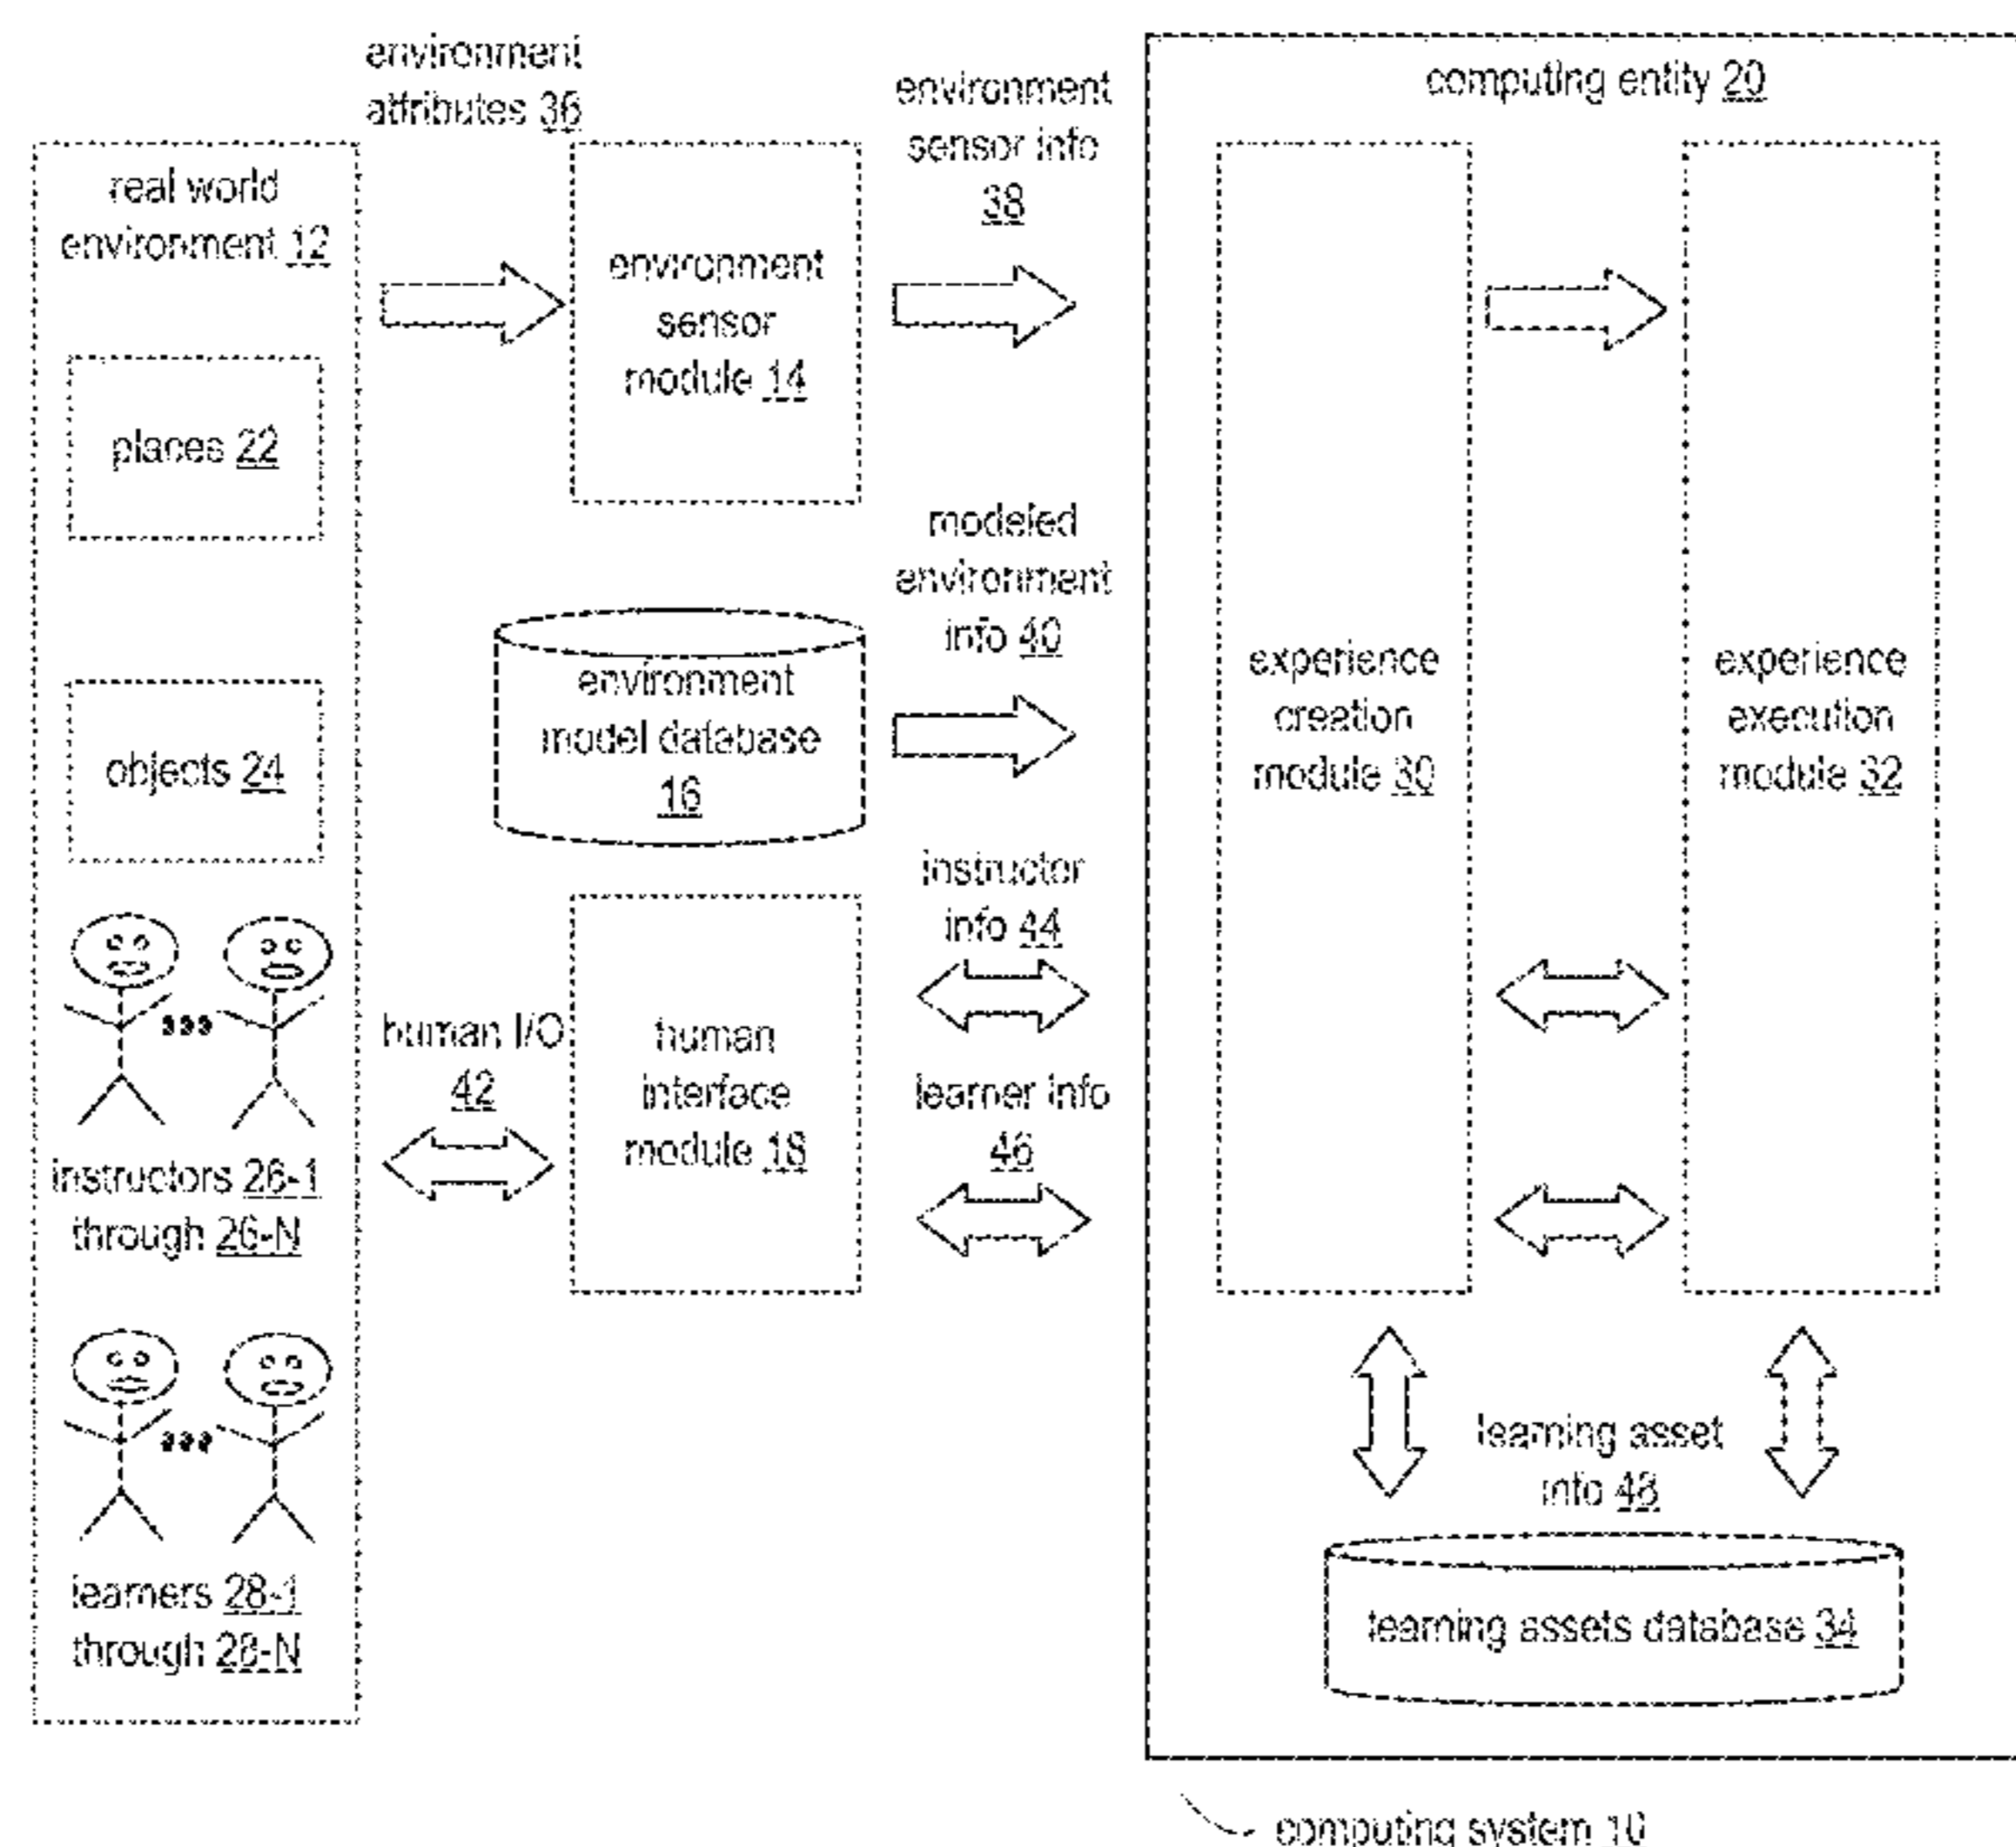 environment
attributes 36
environment
sensor info
38
computing entity 20
real world
environment 12
environment
sensor
module 14
places 22
modeled
environment
info 40
environment
model database
16
experience
creation
module 30
experience
execution
module 32
objects 24
instructor
info 44
human I/O
42
human
interface
module 18
learner info
46
instructors 26-1
through 26-N
learning asset
info 48
learners 28-1
through 28-N
learning assets database 34
computing system 10